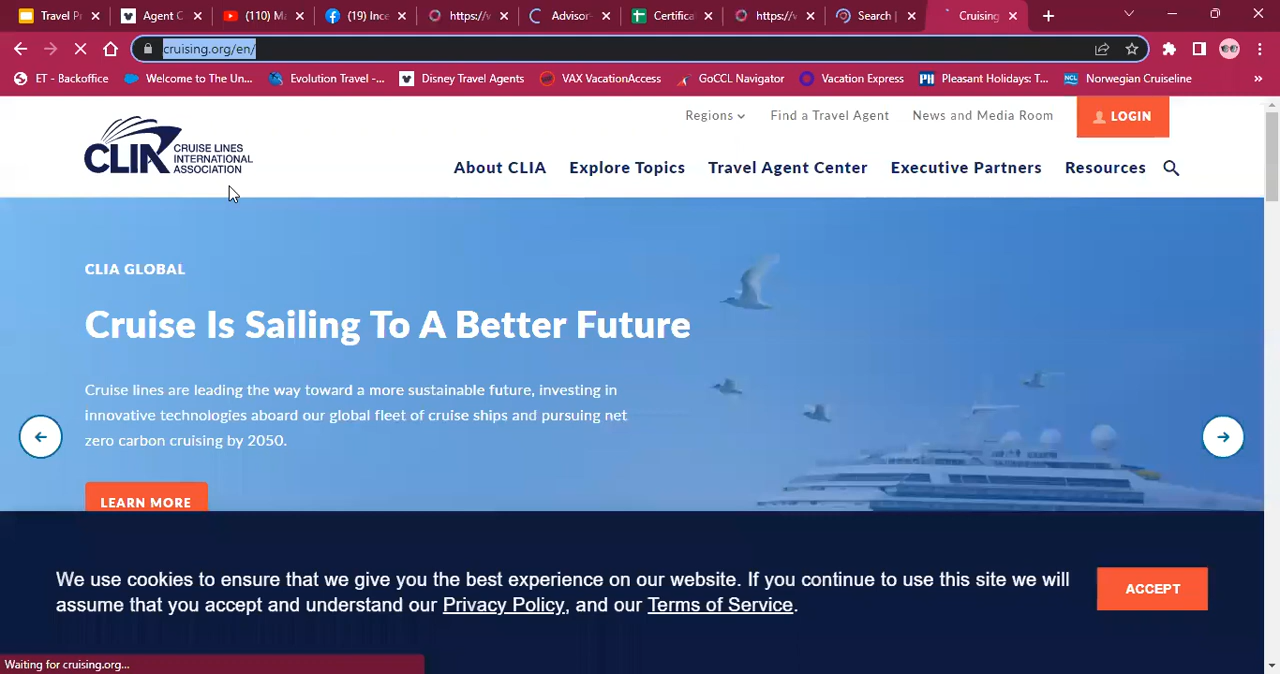 Travel P
Agent C
(110) M
(19) Ince
https://v
Advisor-
Certifica
https://v
Search |
Cruising
cruising.org/en/
ET - Backoffice
Welcome to The Un...
Evolution Travel -...
Disney Travel Agents
VAX VacationAccess
GoCCL Navigator
Vacation Express
Pleasant Holidays: T...
NCL
Norwegian Cruiseline
»
Regions
Find a Travel Agent
News and Media Room
LOGIN
CLIA
CRUISE LINES
INTERNATIONAL
ASSOCIATION
About CLIA
Explore Topics
Travel Agent Center
Executive Partners
Resources
CLIA GLOBAL
Cruise Is Sailing To A Better Future
Cruise lines are leading the way toward a more sustainable future, investing in
innovative technologies aboard our global fleet of cruise ships and pursuing net
zero carbon cruising by 2050.
LEARN MORE
We use cookies to ensure that we give you the best experience on our website. If you continue to use this site we will
assume that you accept and understand our Privacy Policy, and our Terms of Service.
ACCEPT
Waiting for cruising.org...